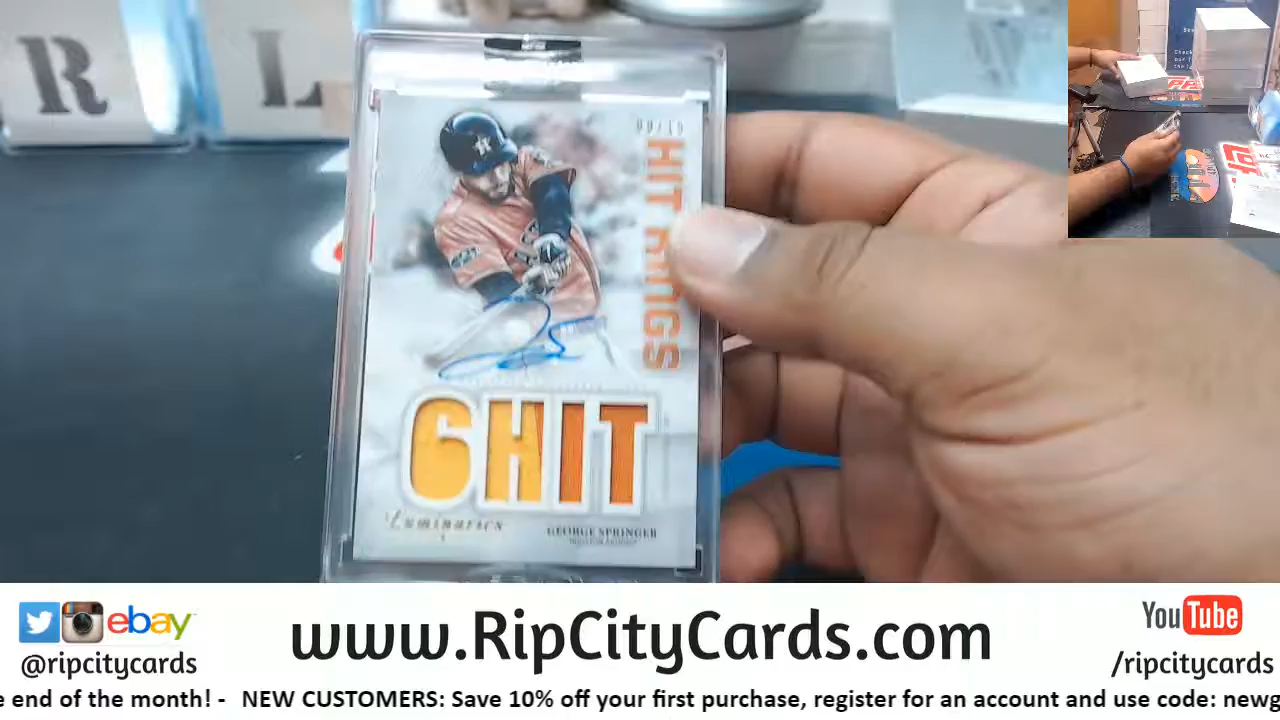 R L
HIT KINGS
6HIT
Luminaries
GEORGE SPRINGER
ebay
@ripcitycards
www.RipCityCards.com
YouTube
/ripcitycards
e end of the month! - NEW CUSTOMERS: Save 10% off your first purchase, register for an account and use code: newg